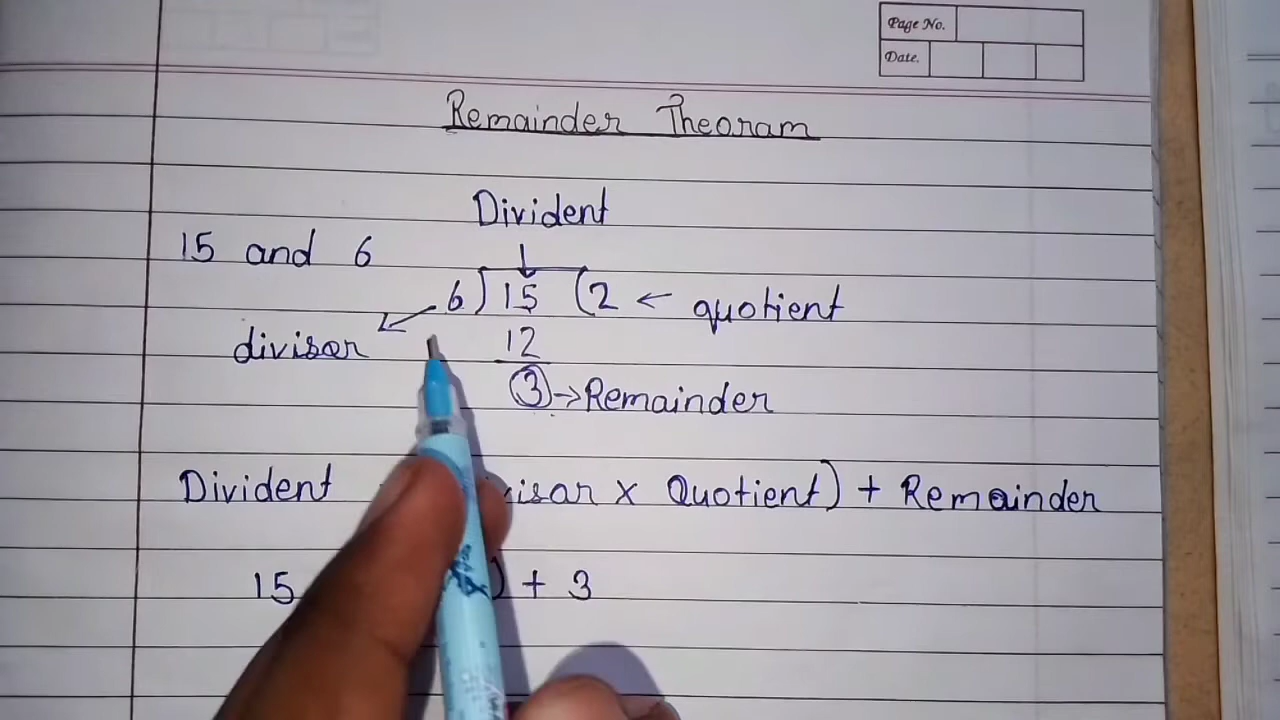 Page No.
Date.
Remainder Theoram
Divident
15 and 6
6) 15 (2 ← quotient
divisor
12
3 → Remainder
Divident × Quotient) + Remainder
15 ) + 3